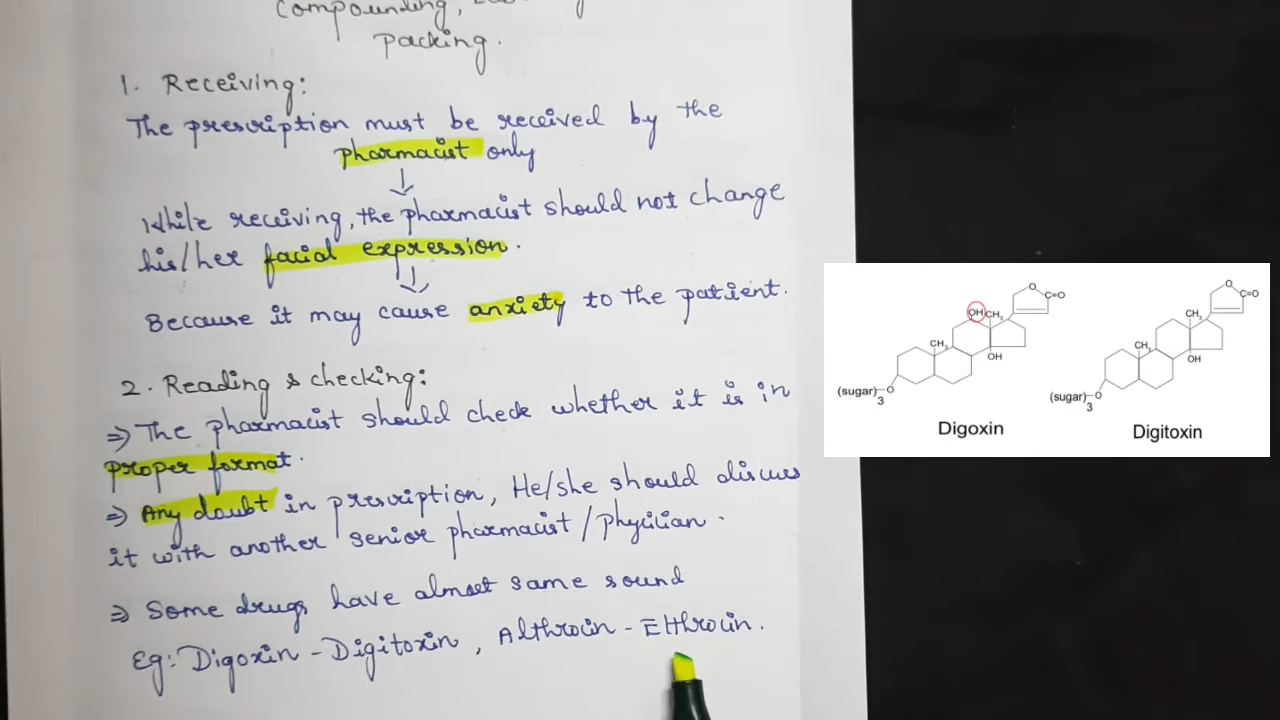 Compounding,
packing.
1. Receiving:
The prescription must be received by the
pharmacist only
While receiving, the pharmacist should not change
his/her facial expression.
Because it may cause anxiety to the patient.
2. Reading & checking:
⇒ The pharmacist should check whether it is in
proper format.
⇒ Any doubt in prescription, He/she should discuss
it with another senior pharmacist / phycician.
⇒ Some drugs have almost same sound
Eg: Digoxin - Digitoxin, Althrocin - Elthrocin.
O
C=O
OH CH3
CH3
OH
(sugar)3 O
Digoxin
O
C=O
CH3
CH3
OH
(sugar)3 O
Digitoxin